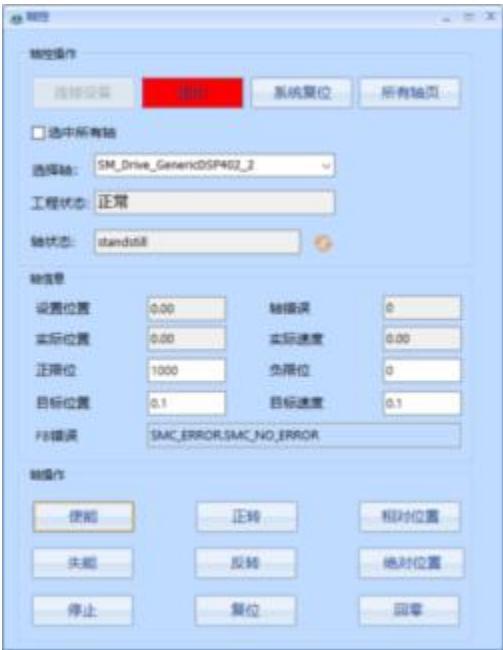 轴控
轴控操作
连接设备 退出 系统复位 所有轴页
选中所有轴
选择轴: SM_Drive_GenericDSP402_2
工程状态: 正常
轴状态: standstill
轴信息
设置位置 0.00 轴错误 0
实际位置 0.00 实际速度 0.00
正限位 1000 负限位 0
目标位置 0.1 目标速度 0.1
FB错误 SMC_ERROR.SMC_NO_ERROR
轴操作
使能 正转 相对位置
失能 反转 绝对位置
停止 复位 回零